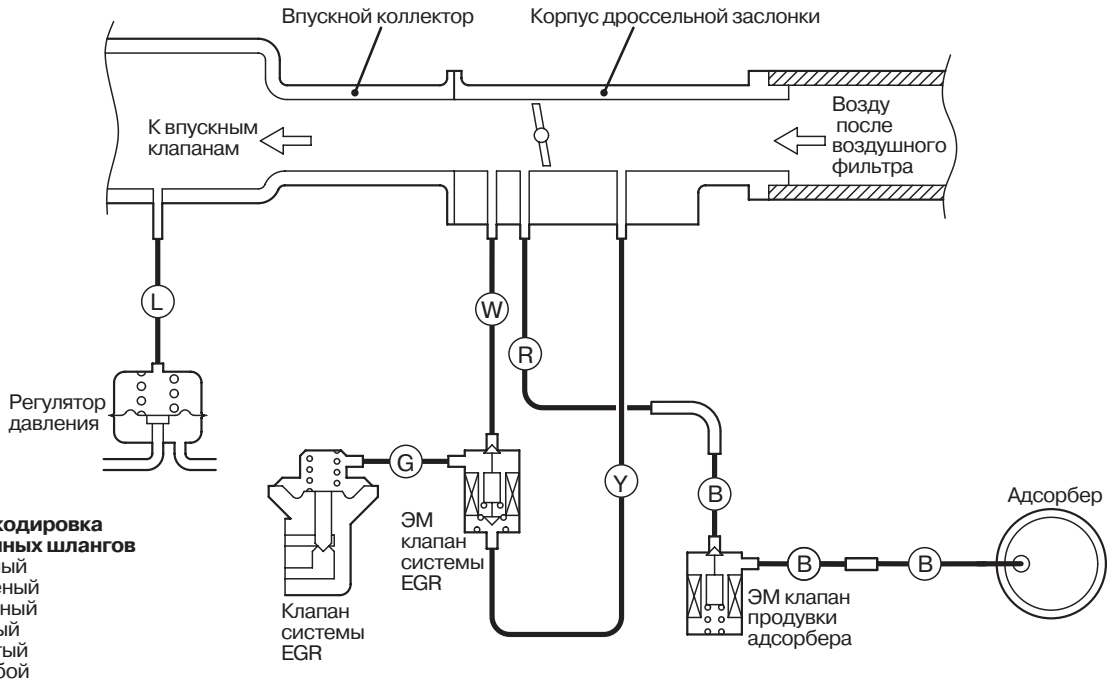 Впускной коллектор
Корпус дроссельной заслонки
К впускным
клапанам
Возду
после
воздушного
фильтра
L
W
R
Регулятор
давления
G
Y
B
Адсорбер
ЭМ
клапан
системы
EGR
B
B
Клапан
системы
EGR
ЭМ клапан
продувки
адсорбера
кодировка
нных шлангов
ый
еный
ный
ый
тый
бой